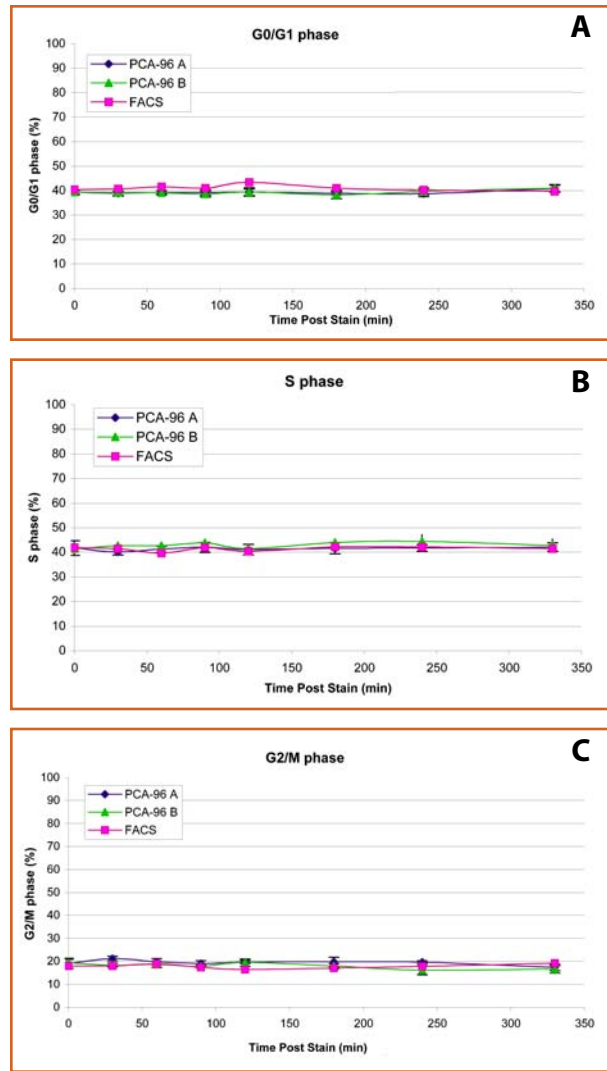 G0/G1 phase
A
PCA-96 A
PCA-96 B
FACS
100
90
80
70
60
50
40
30
20
10
0
G0/G1 phase (%)
0 50 100 150 200 250 300 350
Time Post Stain (min)
S phase
B
PCA-96 A
PCA-96 B
FACS
100
90
80
70
60
50
40
30
20
10
0
S phase (%)
0 50 100 150 200 250 300 350
Time Post Stain (min)
G2/M phase
C
PCA-96 A
PCA-96 B
FACS
100
90
80
70
60
50
40
30
20
10
0
G2/M phase (%)
0 50 100 150 200 250 300 350
Time Post Stain (min)